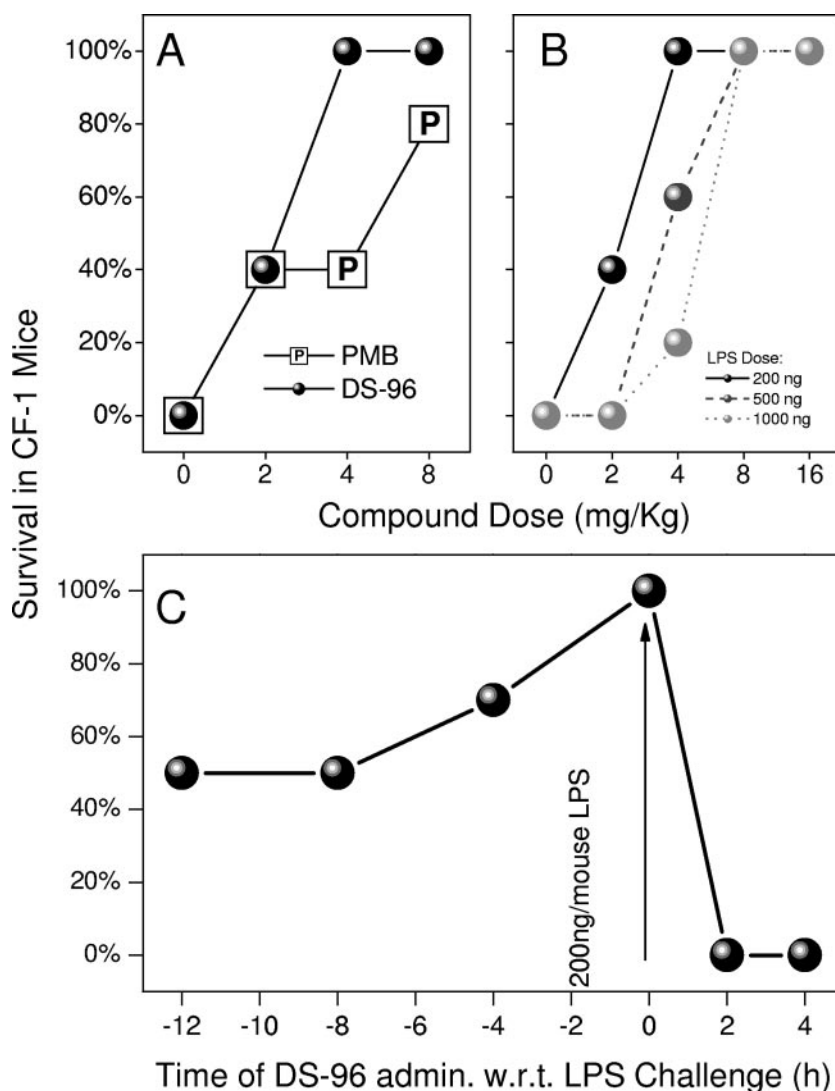 Survival in CF-1 Mice
A
100%
80%
60%
40%
20%
0%
P
P
P PMB
DS-96
0 2 4 8
B
LPS Dose:
200 ng
500 ng
1000 ng
0 2 4 8 16
Compound Dose (mg/Kg)
C
100%
80%
60%
40%
20%
0%
200ng/mouse LPS
-12 -10 -8 -6 -4 -2 0 2 4
Time of DS-96 admin. w.r.t. LPS Challenge (h)